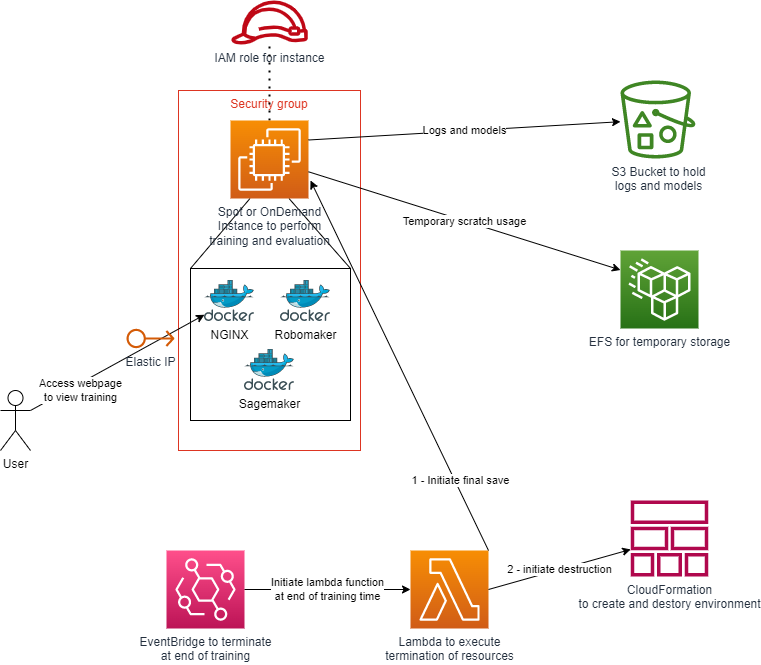 IAM role for instance
Security group
Logs and models
S3 Bucket to hold
logs and models
Spot or OnDemand
Instance to perform
training and evaluation
Temporary scratch usage
docker
NGINX
docker
Robomaker
EFS for temporary storage
Elastic IP
docker
Sagemaker
Access webpage
to view training
User
1 - Initiate final save
2 - initiate destruction
Initiate lambda function
at end of training time
CloudFormation
to create and destory environment
EventBridge to terminate
at end of training
Lambda to execute
termination of resources